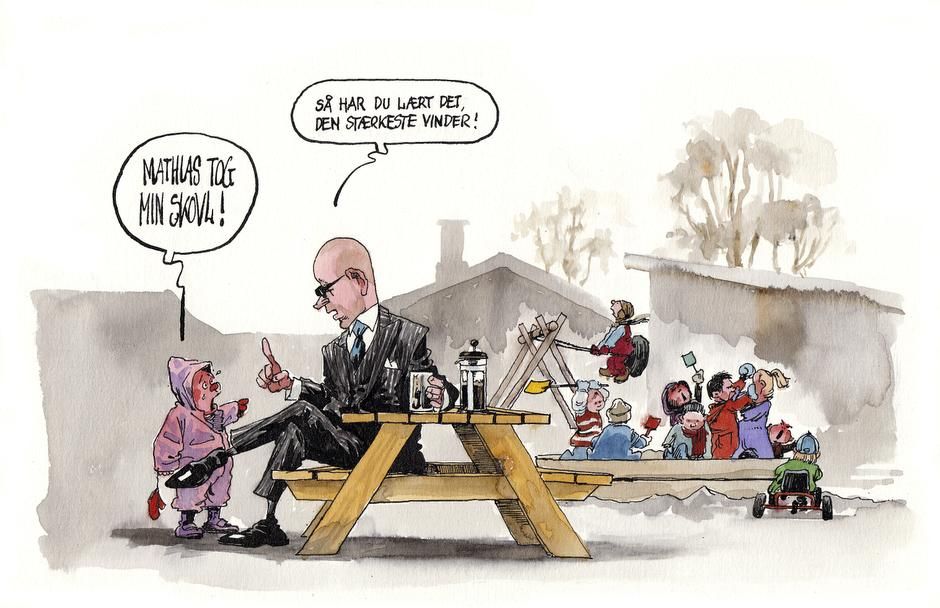 MATHIAS TOG
MIN SKOVL!
SÅ HAR DU LÆRT DET,
DEN STÆRKESTE VINDER!